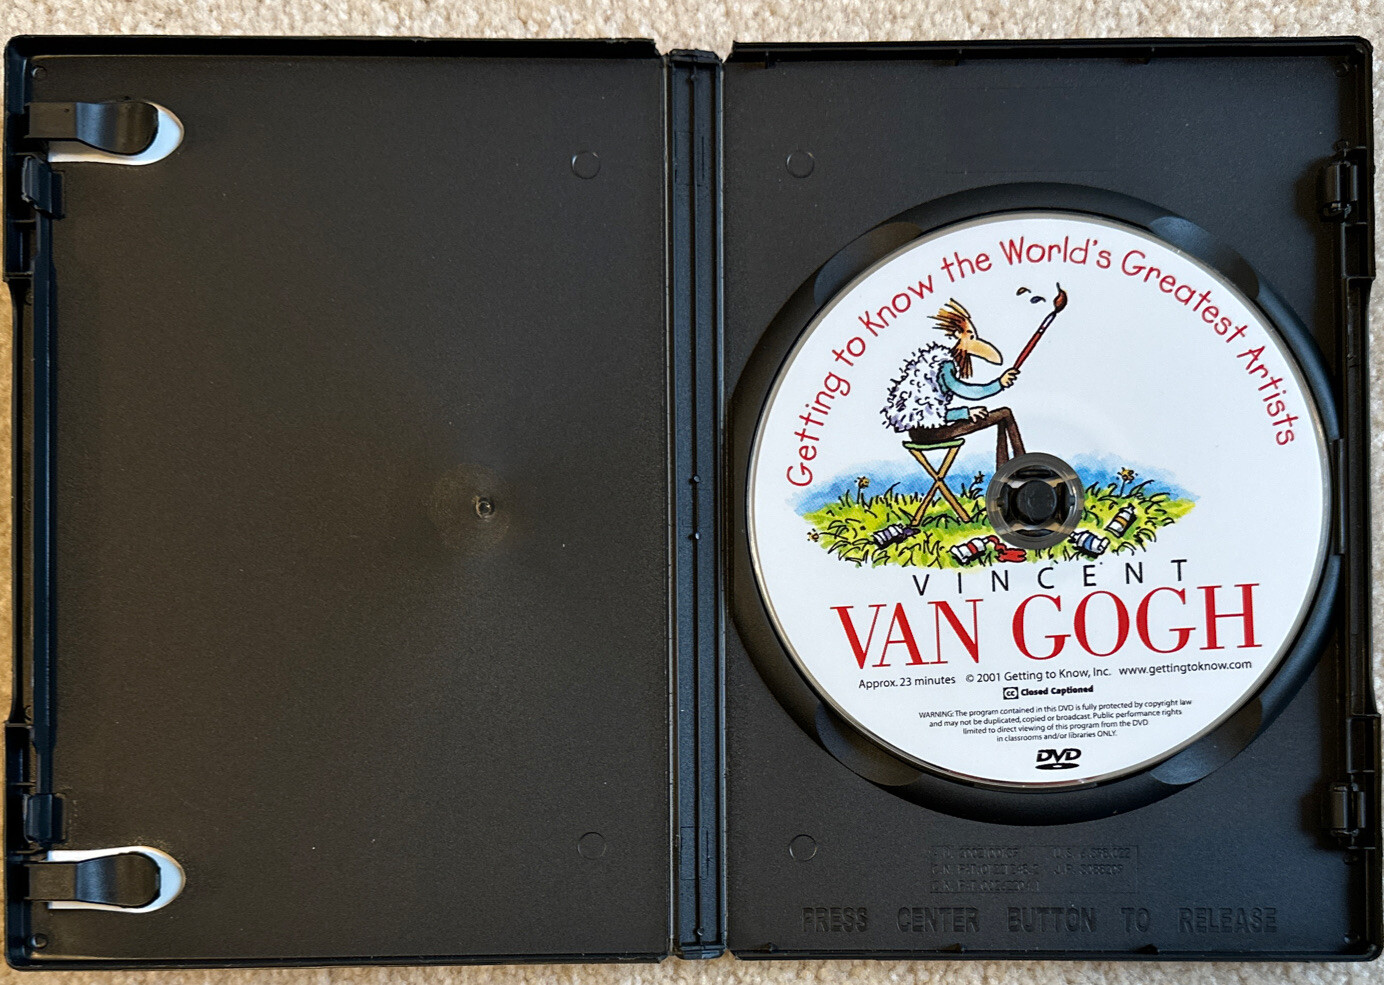 Getting to Know the World's Greatest Artists
VINCENT
VAN GOGH
Approx. 23 minutes © 2001 Getting to Know, Inc. www.gettingtoknow.com
CC Closed Captioned
WARNING: The program contained in this DVD is fully protected by copyright law
and may not be duplicated, copied or broadcast. Public performance rights
limited to direct viewing of this program from the DVD
in classrooms and/or libraries ONLY.
DVD
PRESS CENTER BUTTON TO RELEASE